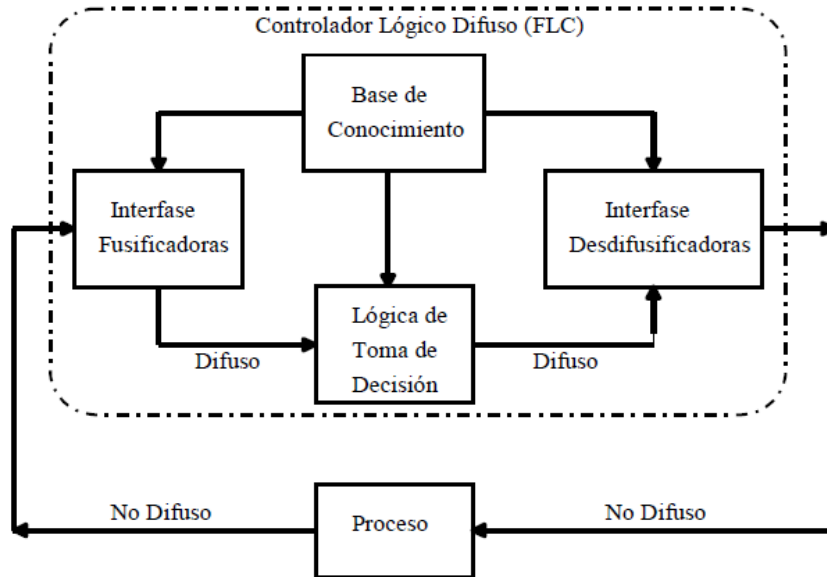 Controlador Lógico Difuso (FLC)
Base de
Conocimiento
Interfase
Fusificadoras
Interfase
Desdifusificadoras
Lógica de
Toma de
Decisión
Difuso
Difuso
No Difuso
Proceso
No Difuso